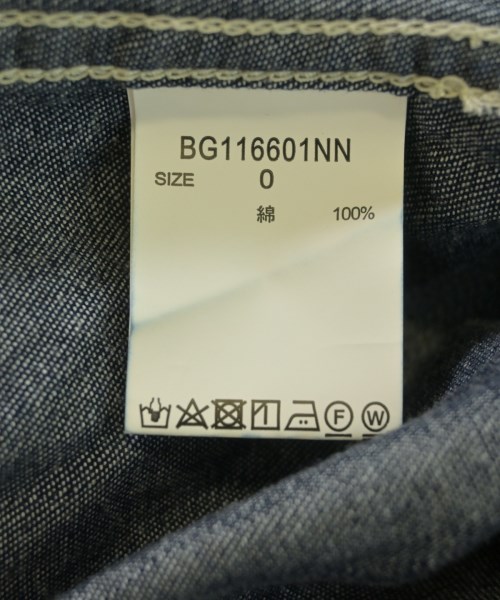 BG116601NN
SIZE 0
綿 100%
F W